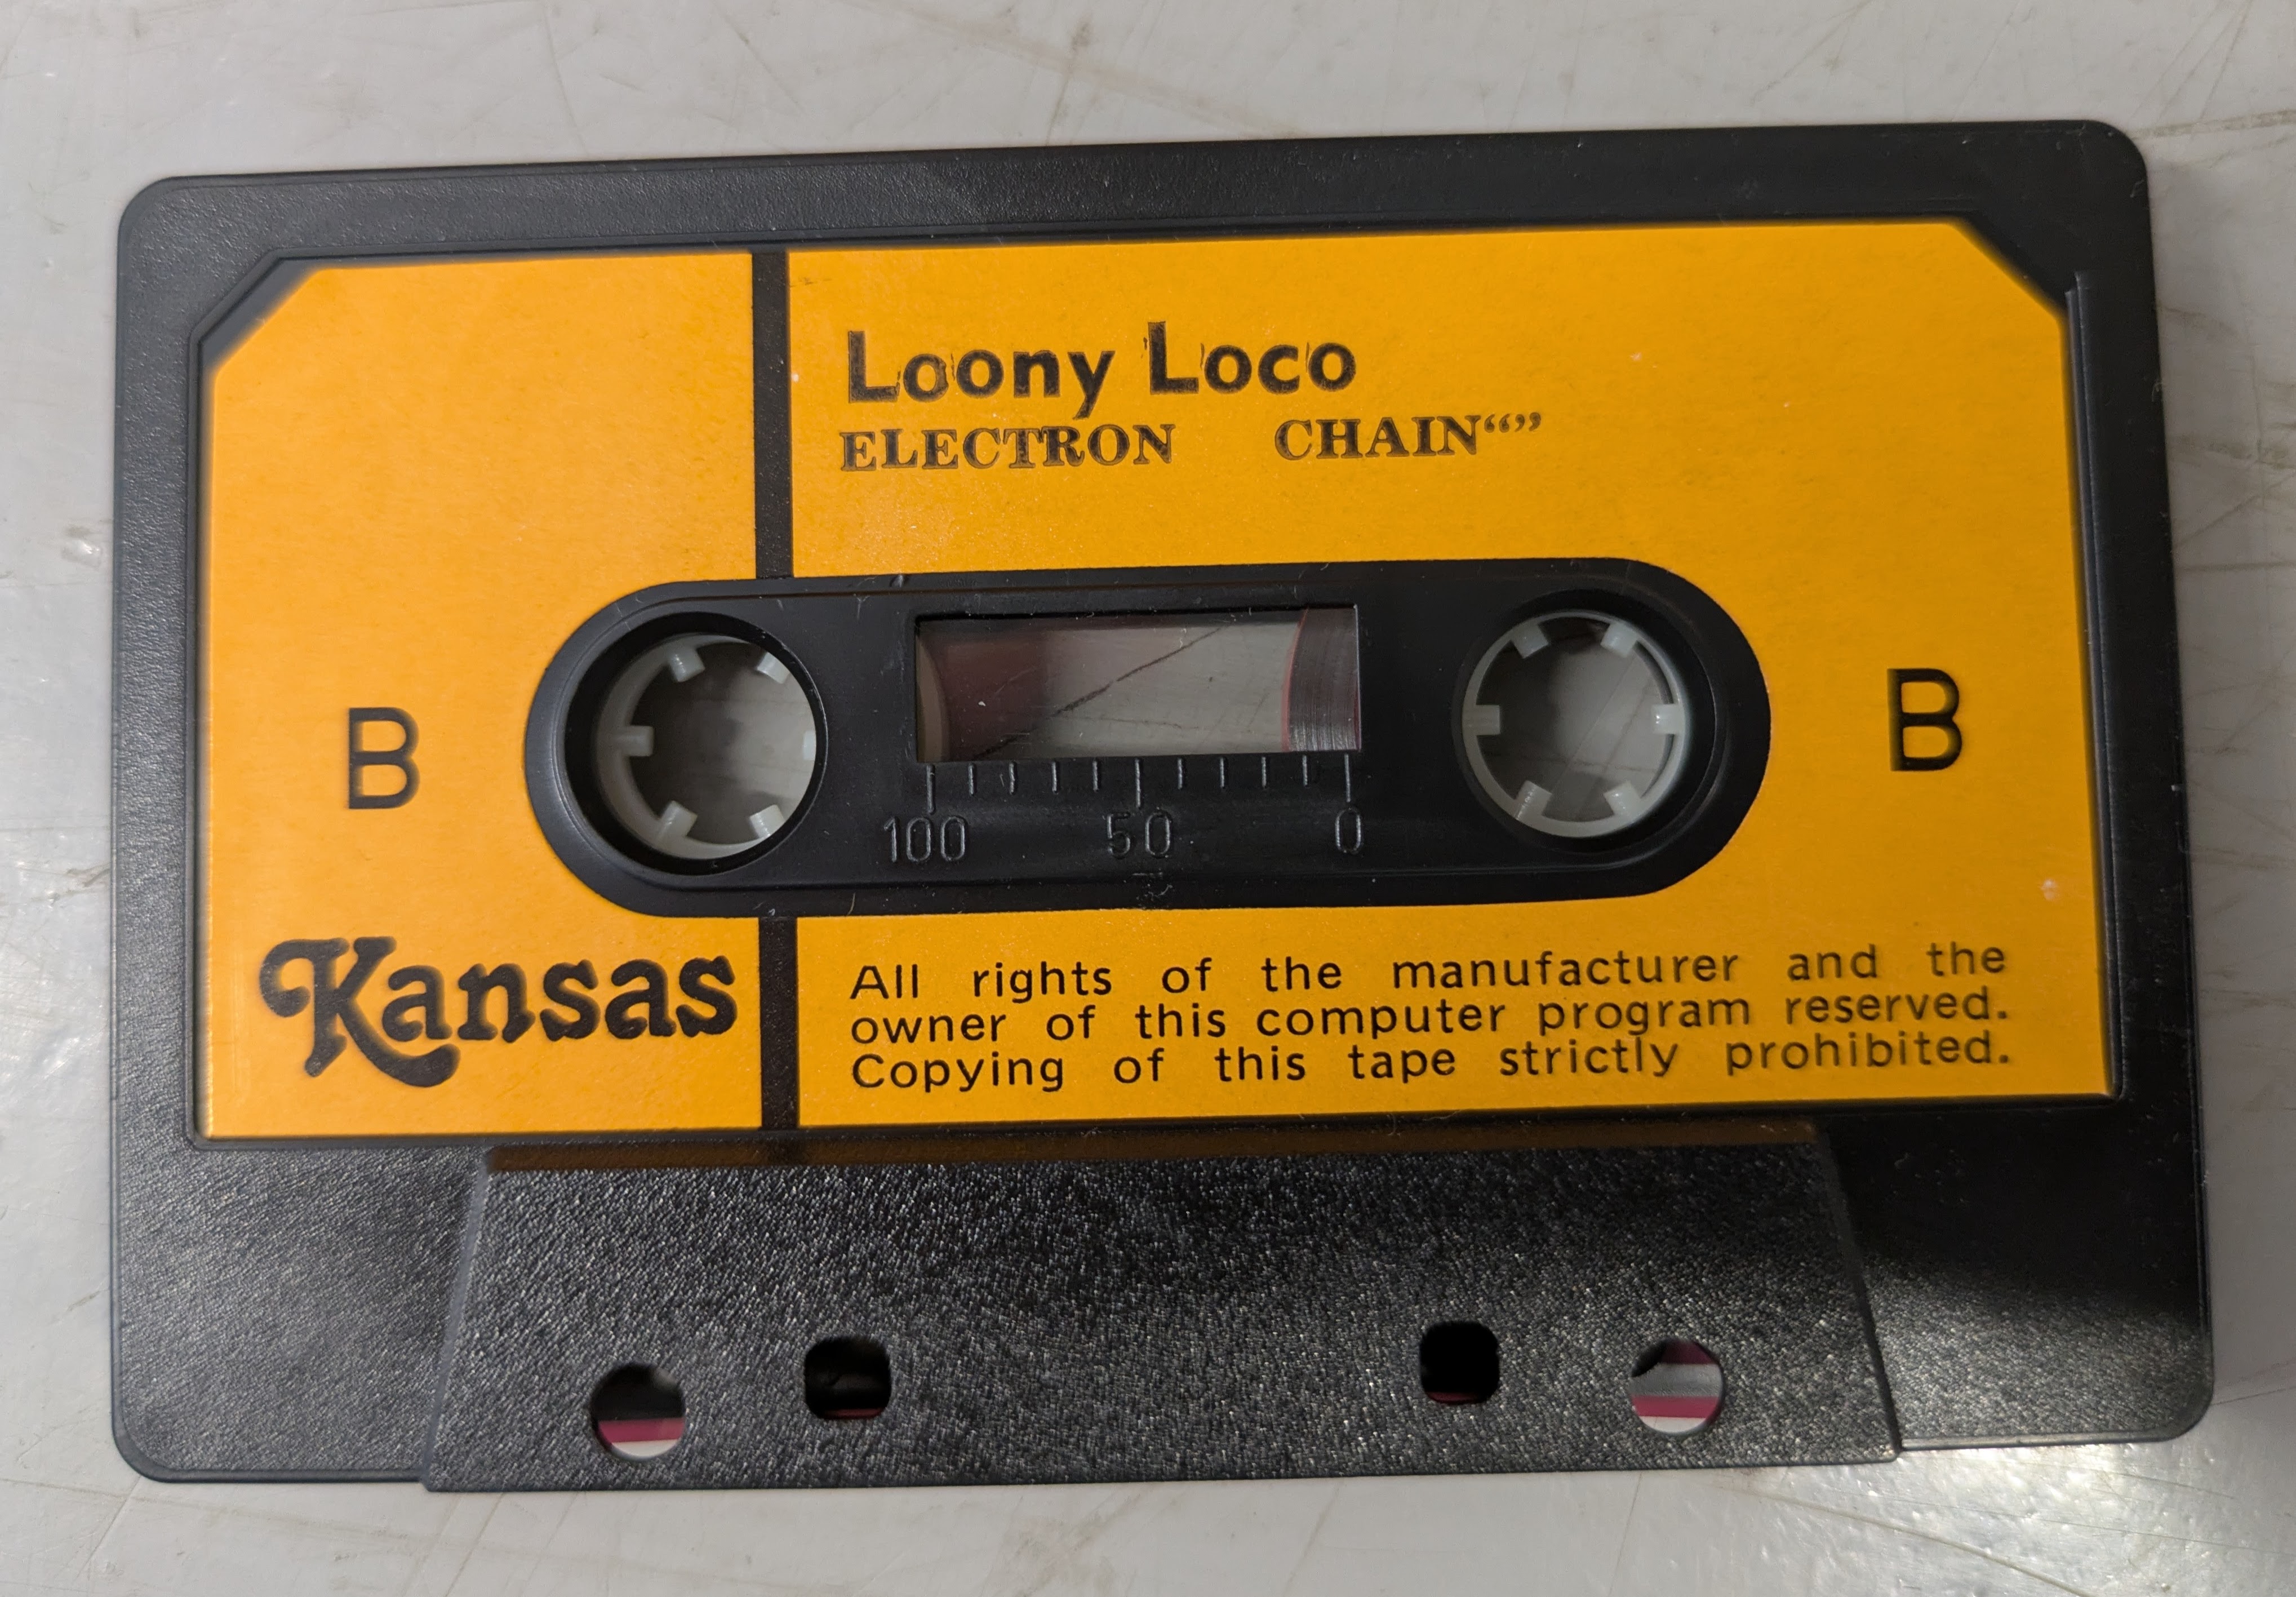 Loony Loco
ELECTRON CHAIN“”
B
B
100 50 0
Kansas
All rights of the manufacturer and the
owner of this computer program reserved.
Copying of this tape strictly prohibited.